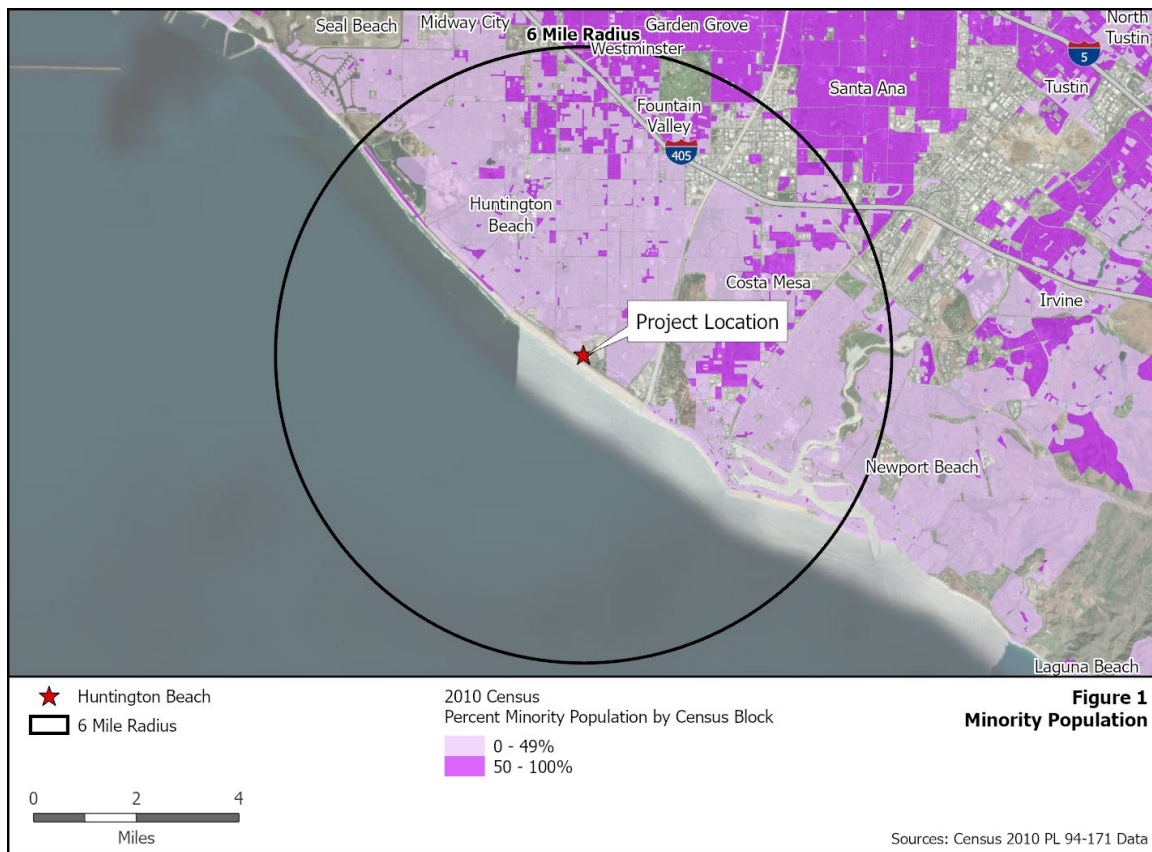 Seal Beach
Midway City
Garden Grove
North
Tustin
6 Mile Radius
Westminster
5
Santa Ana
Tustin
Fountain
Valley
405
Huntington
Beach
Costa Mesa
Irvine
Project Location
Newport Beach
Laguna Beach
Huntington Beach
6 Mile Radius
0 2 4
Miles
2010 Census
Percent Minority Population by Census Block
0 - 49%
50 - 100%
Figure 1
Minority Population
Sources: Census 2010 PL 94-171 Data